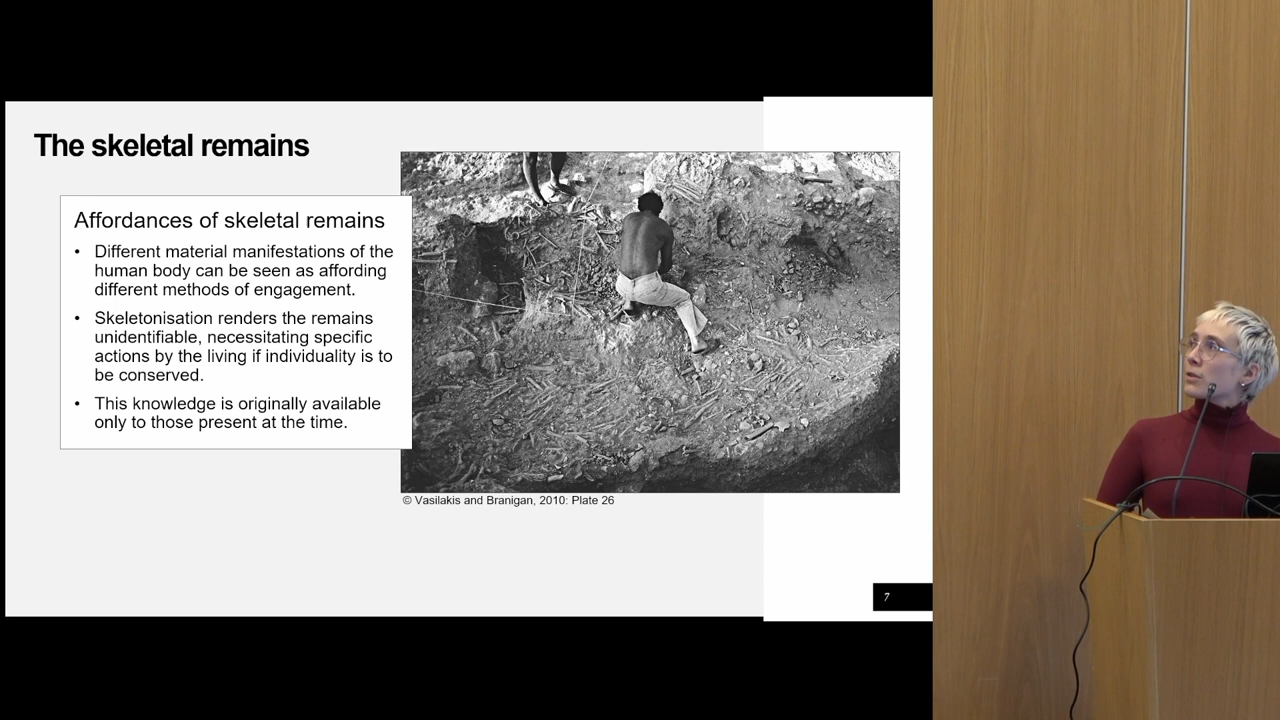 The skeletal remains
Affordances of skeletal remains
• Different material manifestations of the
human body can be seen as affording
different methods of engagement.
• Skeletonisation renders the remains
unidentifiable, necessitating specific
actions by the living if individuality is to
be conserved.
• This knowledge is originally available
only to those present at the time.
© Vasilakis and Branigan, 2010: Plate 26
7